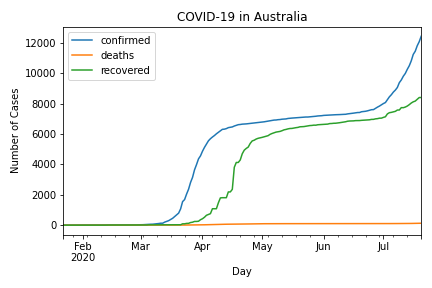 COVID-19 in Australia
confirmed
deaths
recovered
Number of Cases
12000
10000
8000
6000
4000
2000
0
Feb
2020
Mar
Apr
May
Jun
Jul
Day